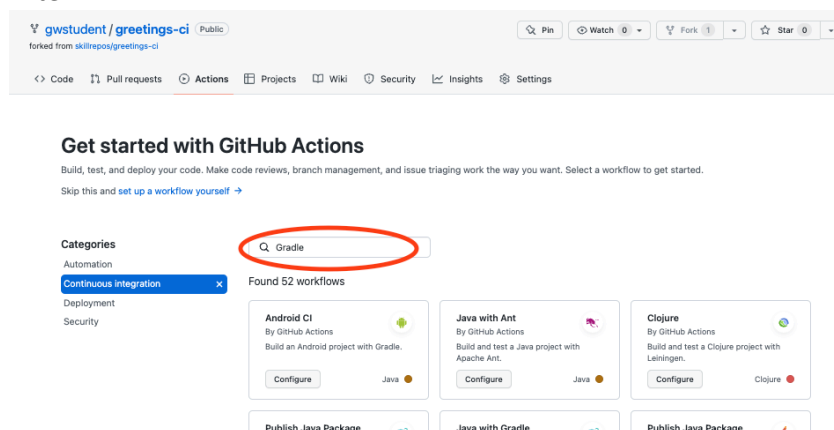 gwstudent / greetings-ci Public
Pin Watch 0 Fork 1 Star 0
forked from skillrepos/greetings-ci
Code Pull requests Actions Projects Wiki Security Insights Settings
Get started with GitHub Actions
Build, test, and deploy your code. Make code reviews, branch management, and issue triaging work the way you want. Select a workflow to get started.
Skip this and set up a workflow yourself →
Categories
Automation
Continuous integration ×
Deployment
Security
Gradle
Found 52 workflows
Android CI
By GitHub Actions
Build an Android project with Gradle.
Configure Java
Java with Ant
By GitHub Actions
Build and test a Java project with
Apache Ant.
Configure Java
Clojure
By GitHub Actions
Build and test a Clojure project with
Leiningen.
Configure Clojure
Publish Java Package
Java with Gradle
Publish Java Package